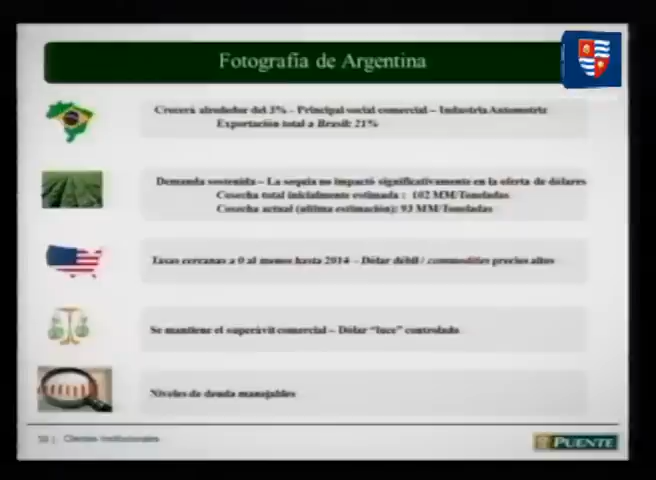 Fotografía de Argentina
Crecerá alrededor del 3% - Principal social comercial – Industria Automotriz
Exportación total a Brasil: 21%
Demanda sostenida – La sequía no impactó significativamente en la oferta de dólares
Cosecha total inicialmente estimada : 102 MM/Toneladas
Cosecha actual (ultima estimación): 93 MM/Toneladas
Tasas cercanas a 0 al menos hasta 2014 – Dólar débil / commodities precios altos
Se mantiene el superávit comercial – Dólar "luce" controlado
Niveles de deuda manejables
Clientes Institucionales
PUENTE